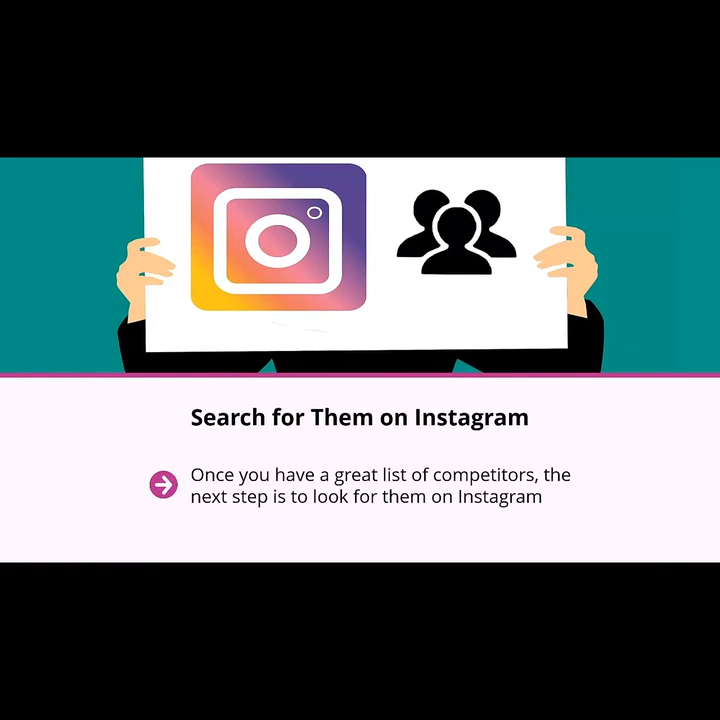 Search for Them on Instagram
Once you have a great list of competitors, the
next step is to look for them on Instagram